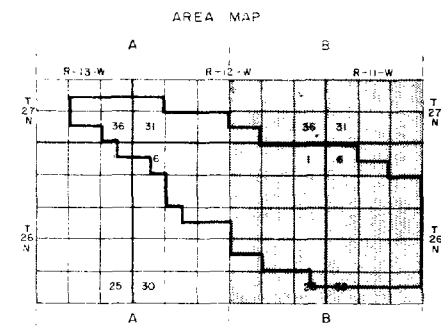 AREA MAP
A B
R-13-W R-12-W R-11-W
T 27 N T 27 N
36 31 36 31
6 1 6
T 26 N T 26 N
25 30
A B